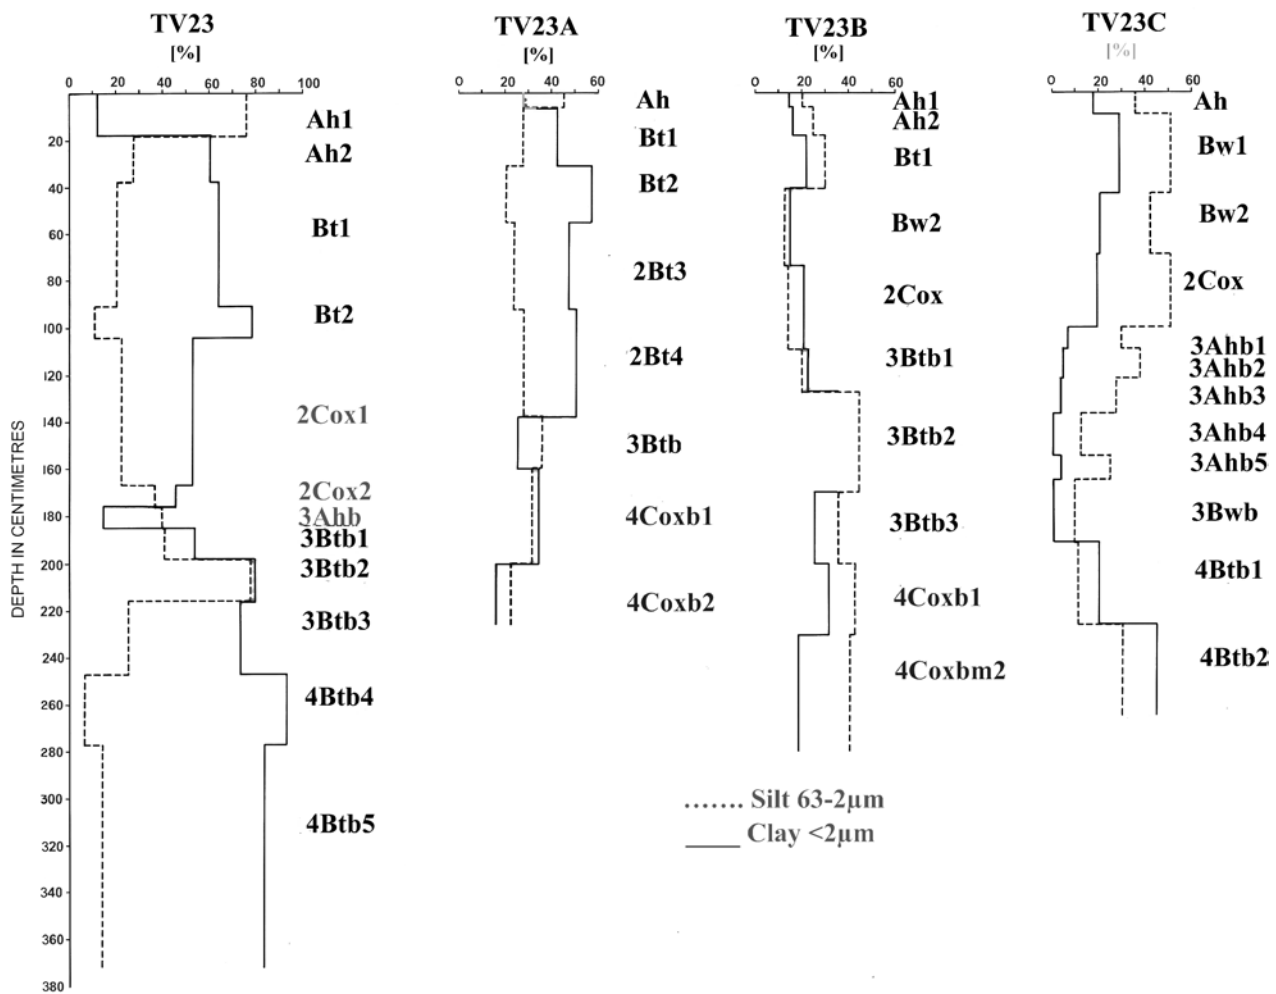 TV23
[%]
0 20 40 60 80 100
DEPTH IN CENTIMETRES
20
40
60
80
100
120
140
160
180
200
220
240
260
280
300
320
340
360
380
Ah1
Ah2
Bt1
Bt2
2Cox1
2Cox2
3Ahb
3Btb1
3Btb2
3Btb3
4Btb4
4Btb5
TV23A
[%]
0 20 40 60
Ah
Bt1
Bt2
2Bt3
2Bt4
3Btb
4Coxb1
4Coxb2
TV23B
[%]
0 20 40 60
Ah1
Ah2
Bt1
Bw2
2Cox
3Btb1
3Btb2
3Btb3
4Coxb1
4Coxbm2
TV23C
[%]
0 20 40 60
Ah
Bw1
Bw2
2Cox
3Ahb1
3Ahb2
3Ahb3
3Ahb4
3Ahb5
3Bwb
4Btb1
4Btb2
....... Silt 63-2µm
Clay <2µm